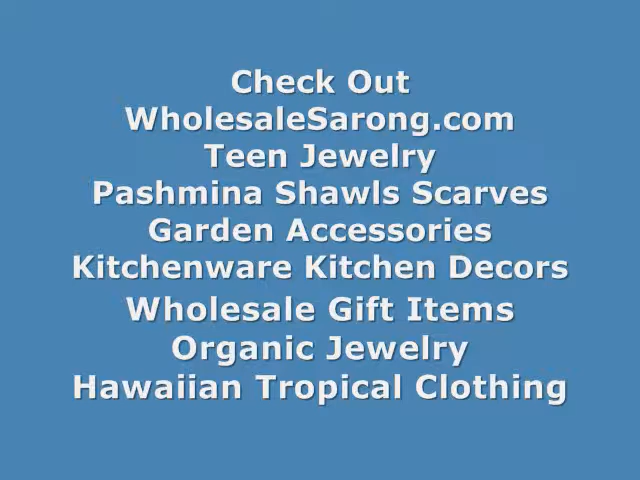 Check Out
WholesaleSarong.com
Teen Jewelry
Pashmina Shawls Scarves
Garden Accessories
Kitchenware Kitchen Decors
Wholesale Gift Items
Organic Jewelry
Hawaiian Tropical Clothing